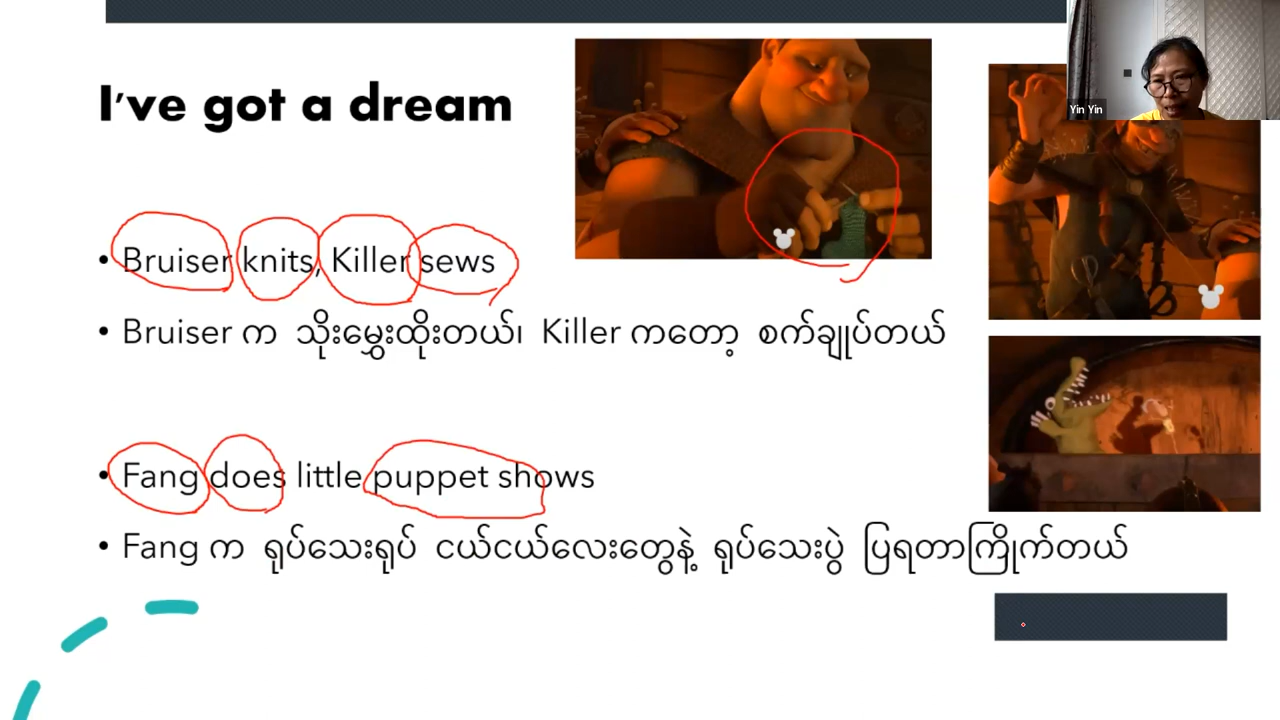 I've got a dream
Yin Yin
• Bruiser knits, Killer sews
• Bruiser က သိုးမွှေးထိုးတယ်၊ Killer ကတော့ စက်ချုပ်တယ်
• Fang does little puppet shows
• Fang က ရုပ်သေးရုပ် ငယ်ငယ်လေးတွေနဲ့ ရုပ်သေးပွဲ ပြရတာကြိုက်တယ်